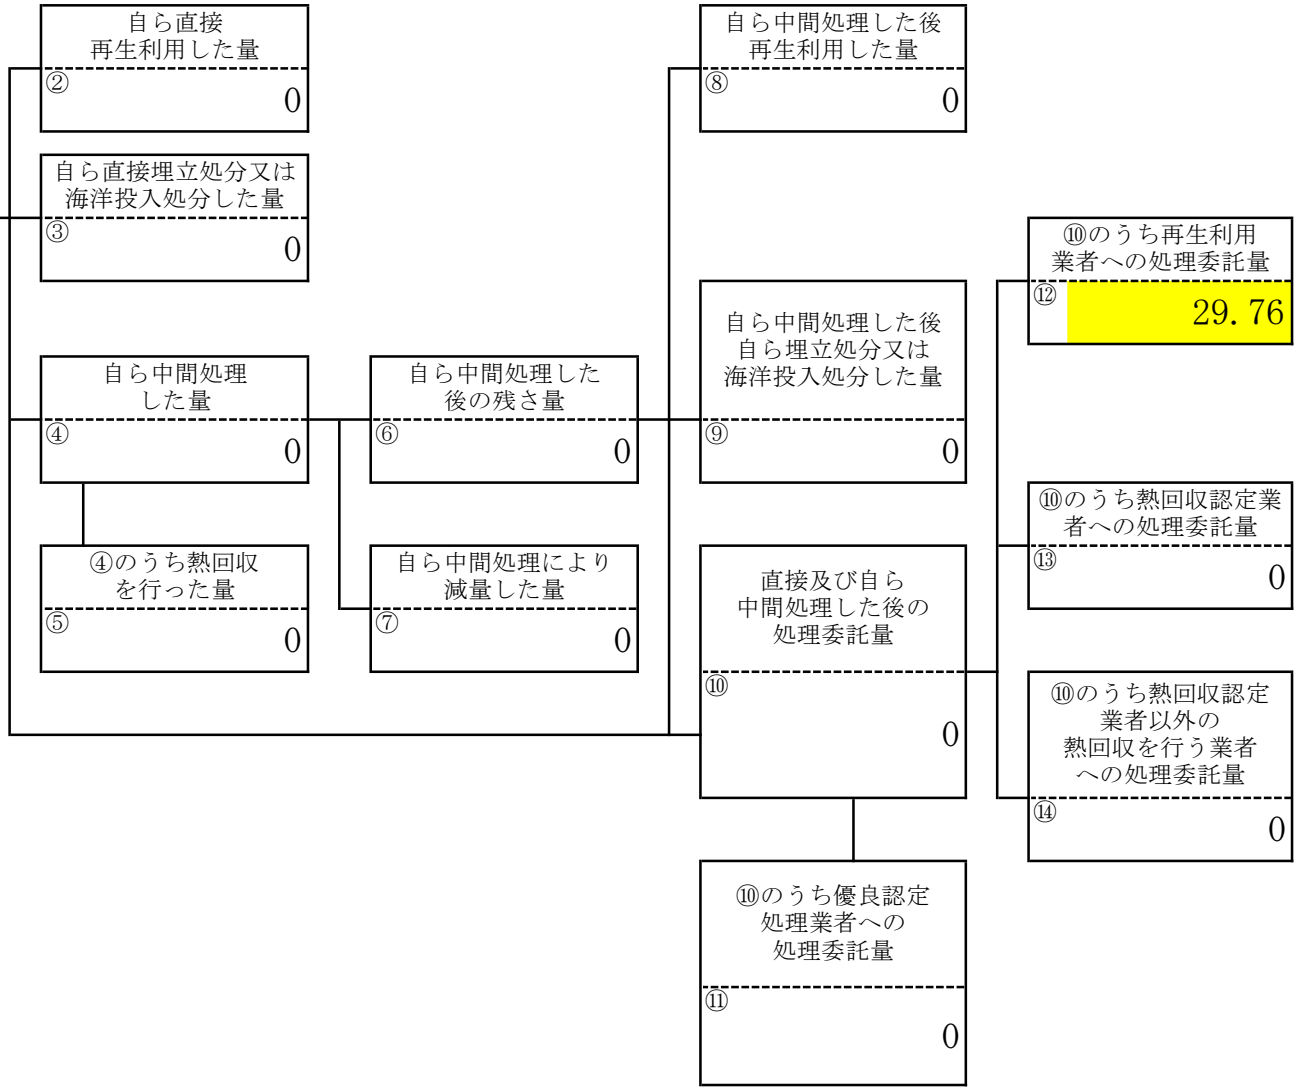 自ら直接
再生利用した量
②
0
自ら直接埋立処分又は
海洋投入処分した量
③
0
自ら中間処理
した量
④
0
④のうち熱回収
を行った量
⑤
0
自ら中間処理した
後の残さ量
⑥
0
自ら中間処理により
減量した量
⑦
0
自ら中間処理した後
再生利用した量
⑧
0
自ら中間処理した後
自ら埋立処分又は
海洋投入処分した量
⑨
0
直接及び自ら
中間処理した後の
処理委託量
⑩
0
⑩のうち優良認定
処理業者への
処理委託量
⑪
0
⑩のうち再生利用
業者への処理委託量
⑫
29.76
⑩のうち熱回収認定業
者への処理委託量
⑬
0
⑩のうち熱回収認定
業者以外の
熱回収を行う業者
への処理委託量
⑭
0